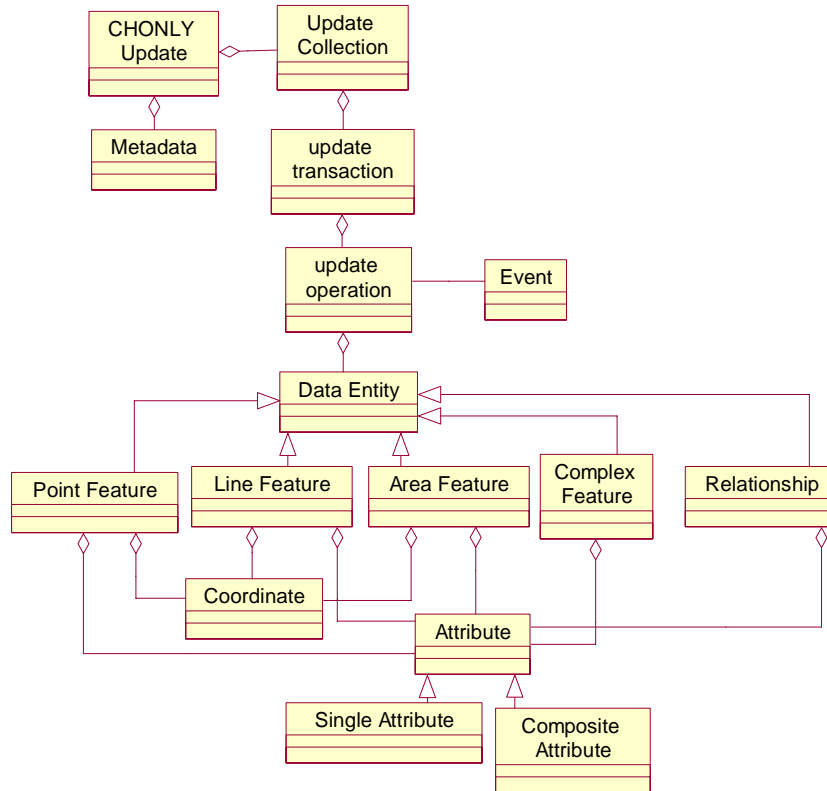 CHONLY
Update
Update
Collection
Metadata
update
transaction
update
operation
Event
Data Entity
Point Feature
Line Feature
Area Feature
Complex
Feature
Relationship
Coordinate
Attribute
Single Attribute
Composite
Attribute